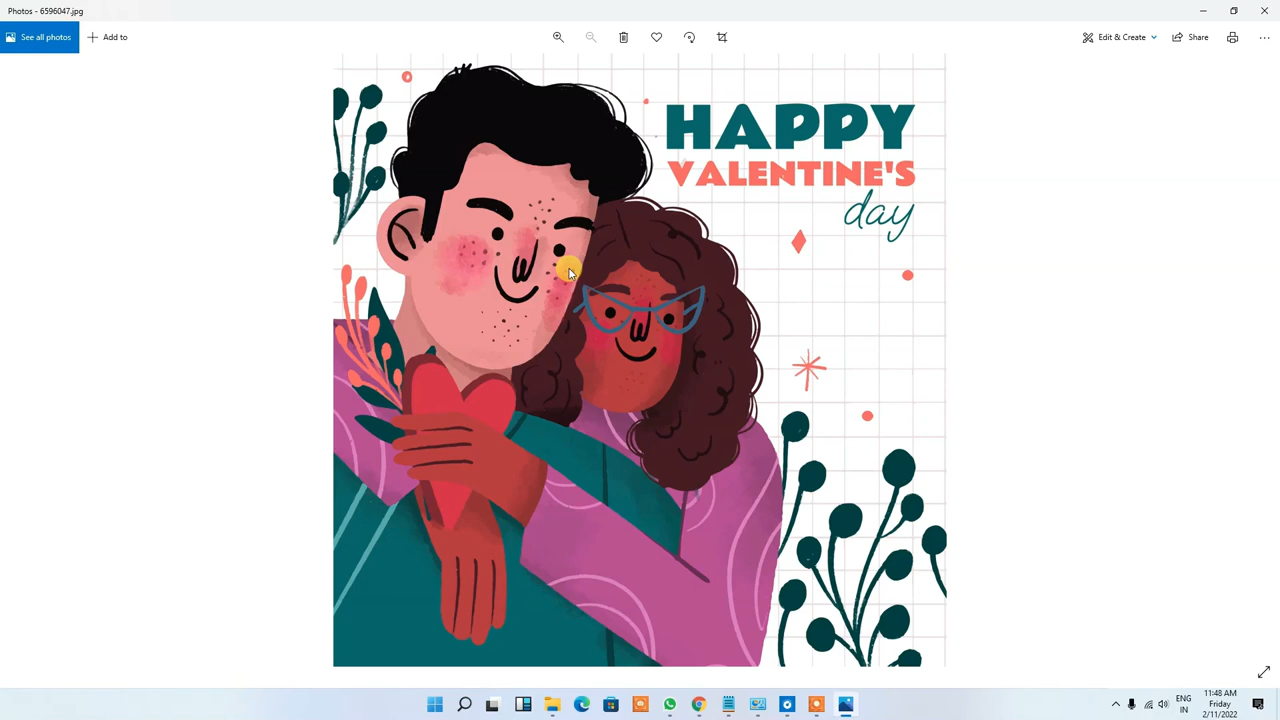 Photos - 6596047.jpg
See all photos
Add to
Edit & Create
Share
HAPPY
VALENTINE'S
day
ENG
IN
11:48 AM
Friday
2/11/2022